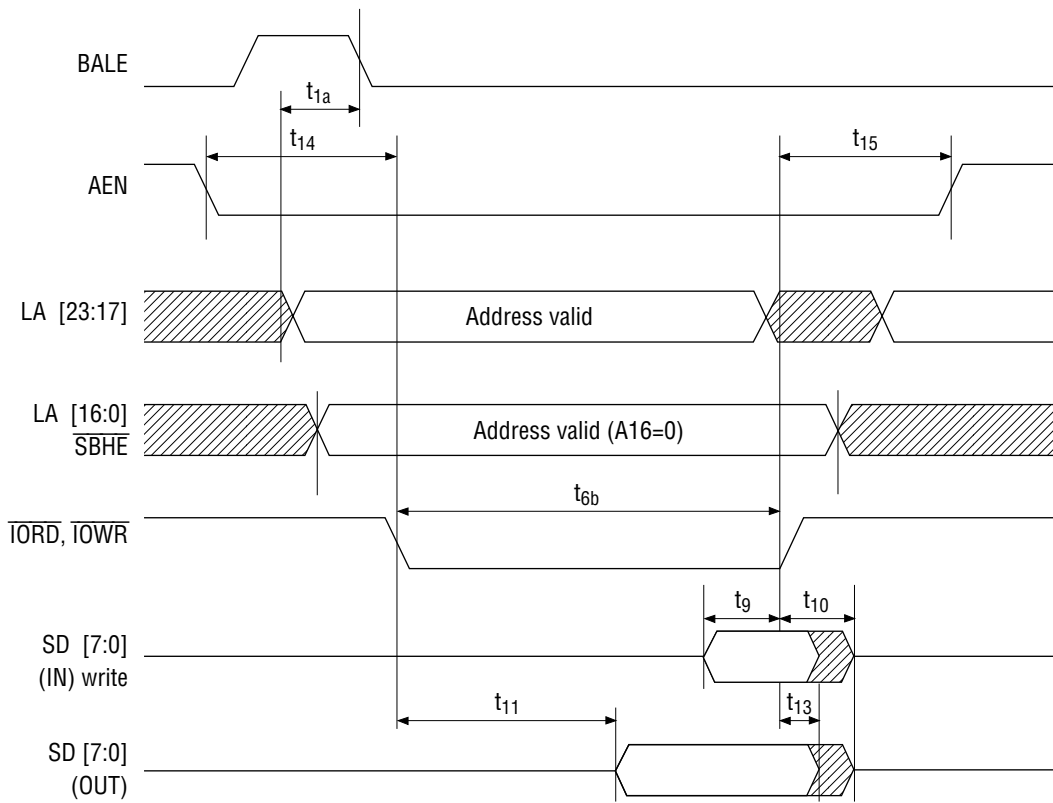 BALE
t1a
t14
t15
AEN
LA [23:17]
Address valid
LA [16:0]
SBHE
Address valid (A16=0)
t6b
IORD, IOWR
t9
t10
SD [7:0]
(IN) write
t11
t13
SD [7:0]
(OUT)